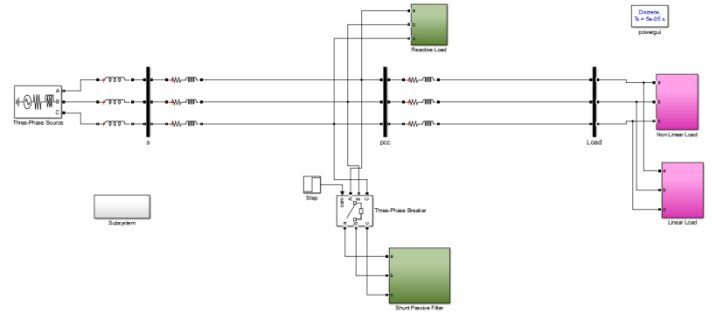 Discrete,
Ts = 5e-05 s.
powergui
a
b
c
Reactive Load
A
B
C
Three-Phase Source
s
pcc
Load
a
b
Non Linear Load
a
b
c
Linear Load
Step
com
A
B
C
Three-Phase Breaker
a
b
c
Subsystem
a
b
c
Shunt Passive Filter